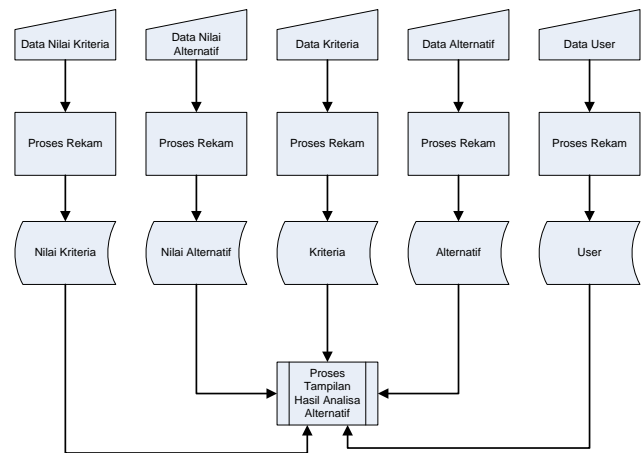 Data Nilai Kriteria
Data Nilai
Alternatif
Data Kriteria
Data Alternatif
Data User
Proses Rekam
Proses Rekam
Proses Rekam
Proses Rekam
Proses Rekam
Nilai Kriteria
Nilai Alternatif
Kriteria
Alternatif
User
Proses
Tampilan
Hasil Analisa
Alternatif